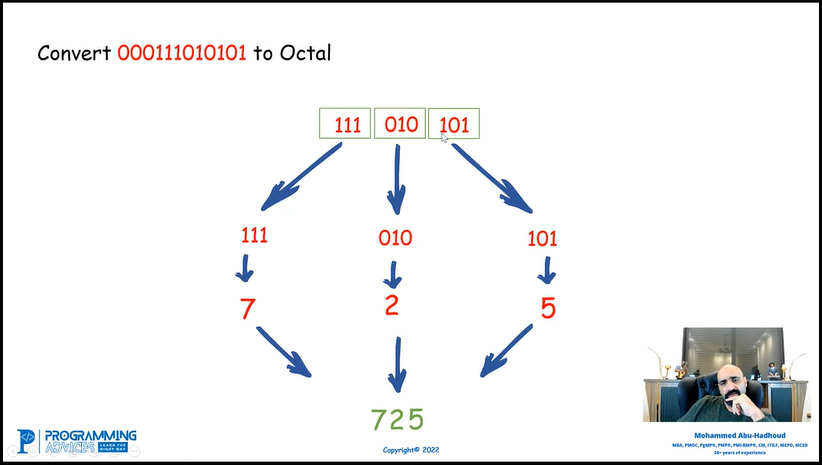 Convert 000111010101 to Octal
111 010 101
111 010 101
7 2 5
725
PROGRAMMING
ADVICES LEARN THE RIGHT WAY
Copyright© 2022
Mohammed Abu-Hadhoud
MBA, PMOC, PgMP®, PMP®, PMI-RMP®, CM, ITILF, MCPD, MCSD
26+ years of experience